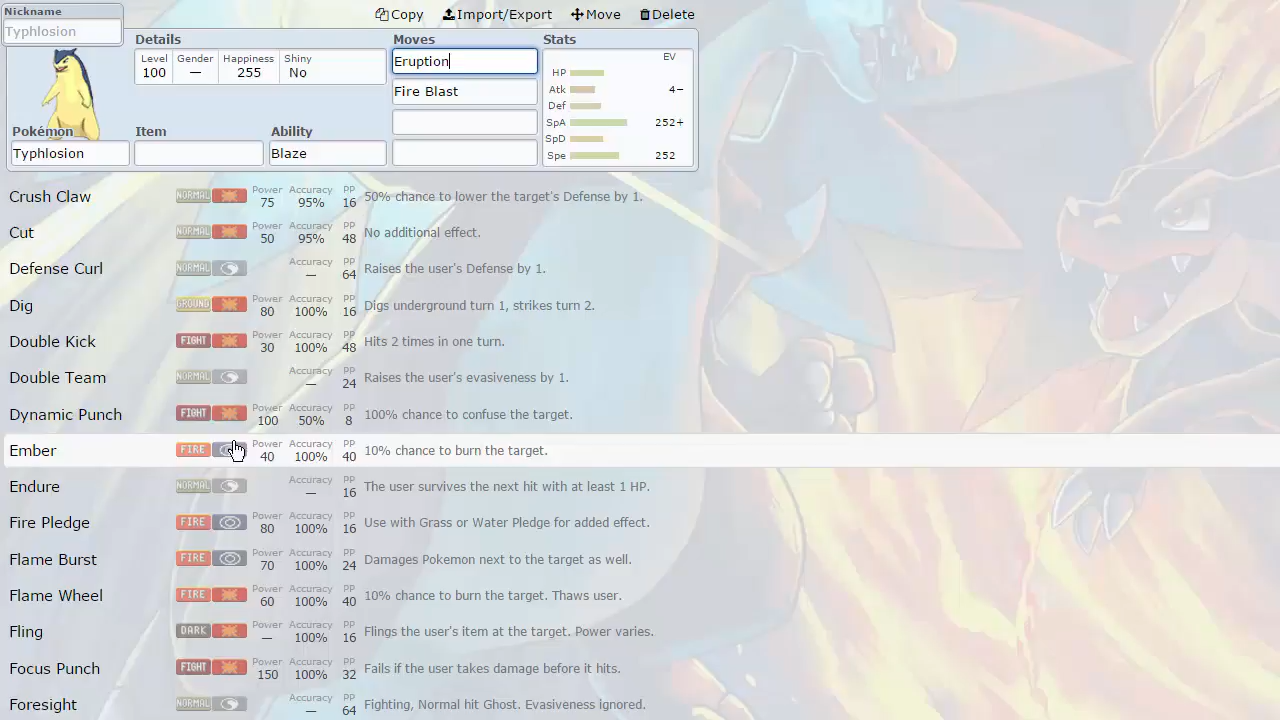 Nickname
Typhlosion
Copy Import/Export Move Delete
Details
Level Gender Happiness Shiny
100 — 255 No
Pokémon Item Ability
Typhlosion Blaze
Moves
Eruption
Fire Blast
Stats
EV
HP
Atk 4−
Def
SpA 252+
SpD
Spe 252
Crush Claw NORMAL Power 75 Accuracy 95% PP 16 50% chance to lower the target's Defense by 1.
Cut NORMAL Power 50 Accuracy 95% PP 48 No additional effect.
Defense Curl NORMAL Accuracy — PP 64 Raises the user's Defense by 1.
Dig GROUND Power 80 Accuracy 100% PP 16 Digs underground turn 1, strikes turn 2.
Double Kick FIGHT Power 30 Accuracy 100% PP 48 Hits 2 times in one turn.
Double Team NORMAL Accuracy — PP 24 Raises the user's evasiveness by 1.
Dynamic Punch FIGHT Power 100 Accuracy 50% PP 8 100% chance to confuse the target.
Ember FIRE Power 40 Accuracy 100% PP 40 10% chance to burn the target.
Endure NORMAL Accuracy — PP 16 The user survives the next hit with at least 1 HP.
Fire Pledge FIRE Power 80 Accuracy 100% PP 16 Use with Grass or Water Pledge for added effect.
Flame Burst FIRE Power 70 Accuracy 100% PP 24 Damages Pokemon next to the target as well.
Flame Wheel FIRE Power 60 Accuracy 100% PP 40 10% chance to burn the target. Thaws user.
Fling DARK Power — Accuracy 100% PP 16 Flings the user's item at the target. Power varies.
Focus Punch FIGHT Power 150 Accuracy 100% PP 32 Fails if the user takes damage before it hits.
Foresight NORMAL Accuracy — PP 64 Fighting, Normal hit Ghost. Evasiveness ignored.